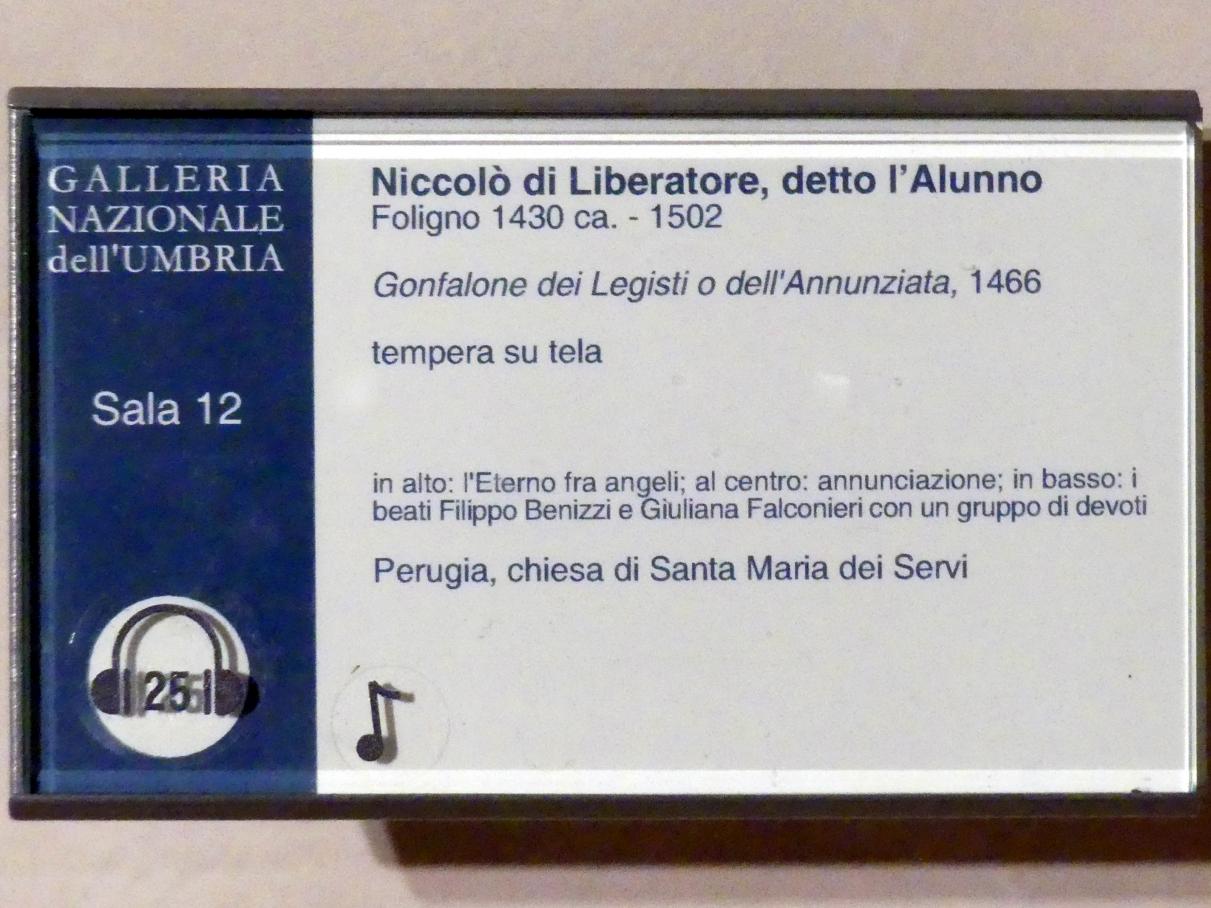 GALLERIA
NAZIONALE
dell'UMBRIA
Sala 12
25
Niccolò di Liberatore, detto l'Alunno
Foligno 1430 ca. - 1502
Gonfalone dei Legisti o dell'Annunziata, 1466
tempera su tela
in alto: l'Eterno fra angeli; al centro: annunciazione; in basso: i
beati Filippo Benizzi e Giuliana Falconieri con un gruppo di devoti
Perugia, chiesa di Santa Maria dei Servi